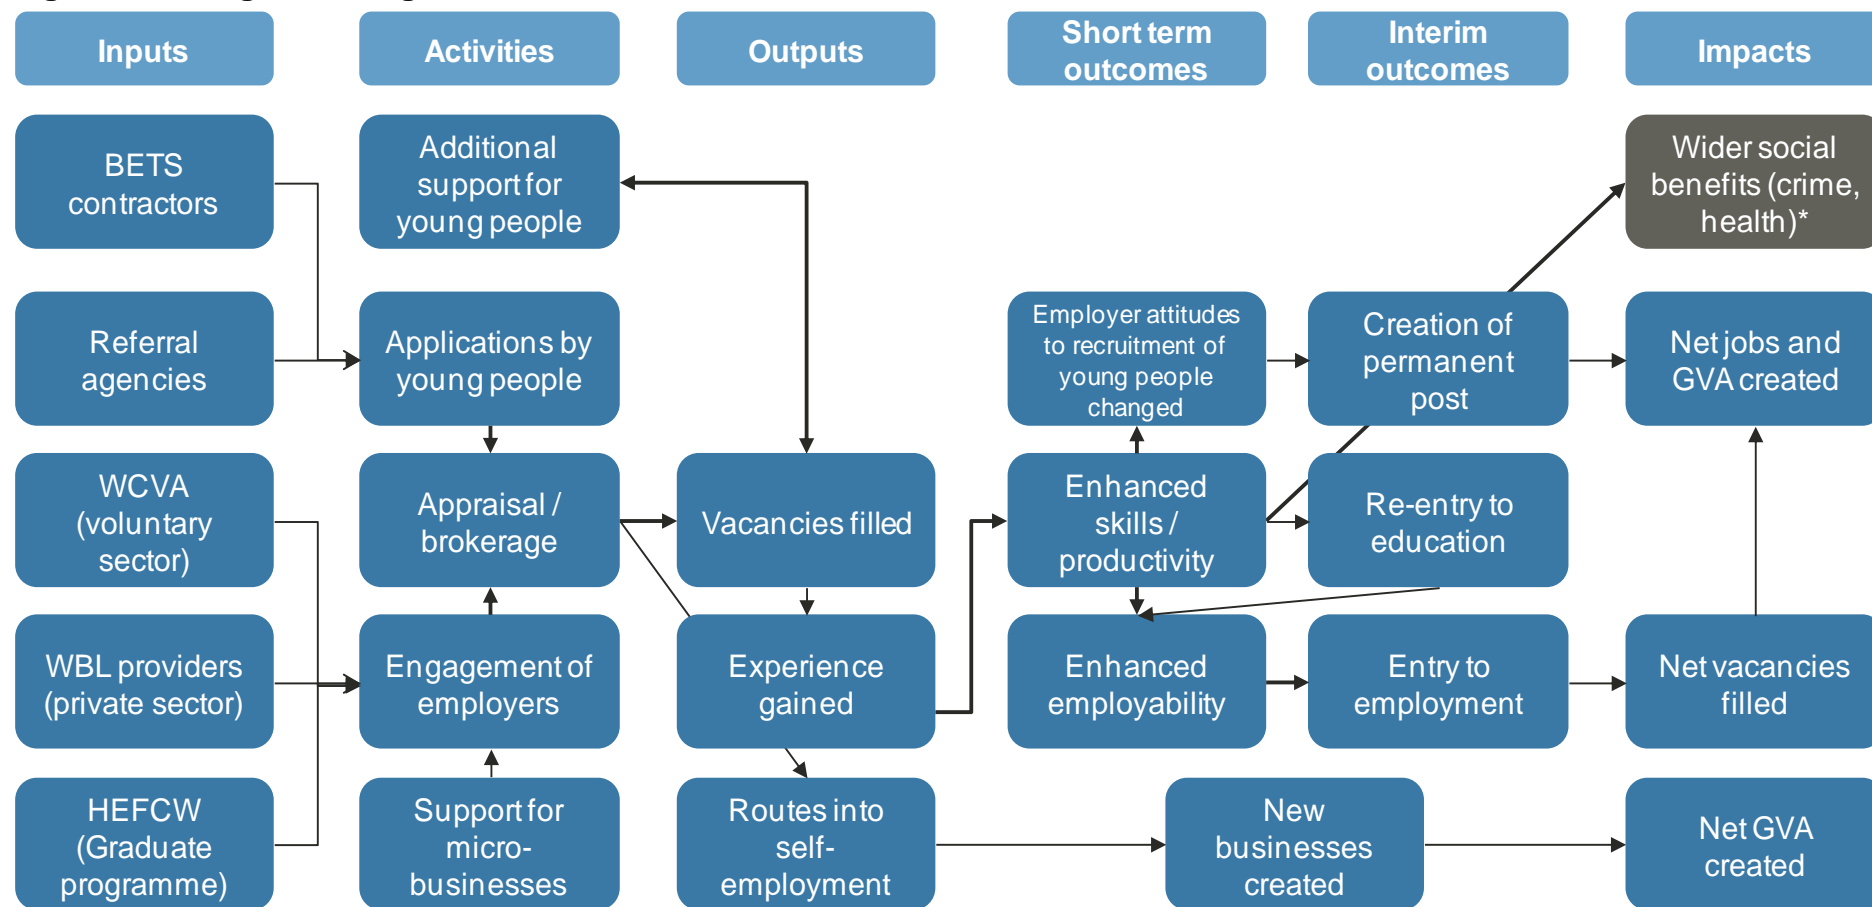 Inputs
Activities
Outputs
Short term
outcomes
Interim
outcomes
Impacts
BETS
contractors
Additional
support for
young people
Wider social
benefits (crime,
health)*
Referral
agencies
Applications by
young people
Employer attitudes
to recruitment of
young people
changed
Creation of
permanent
post
Net jobs and
GVA created
WCVA
(voluntary
sector)
Appraisal /
brokerage
Vacancies filled
Enhanced
skills /
productivity
Re-entry to
education
WBL providers
(private sector)
Engagement of
employers
Experience
gained
Enhanced
employability
Entry to
employment
Net vacancies
filled
HEFCW
(Graduate
programme)
Support for
micro-
businesses
Routes into
self-
employment
New
businesses
created
Net GVA
created